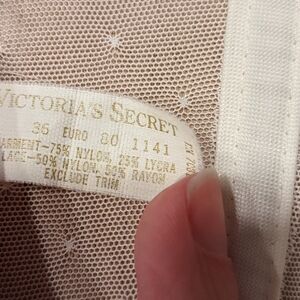 VICTORIA'S SECRET
36 EURO 80 1141
GARMENT-75% NYLON, 25% LYCRA
LACE-50% NYLON, 50% RAYON
EXCLUDE TRIM